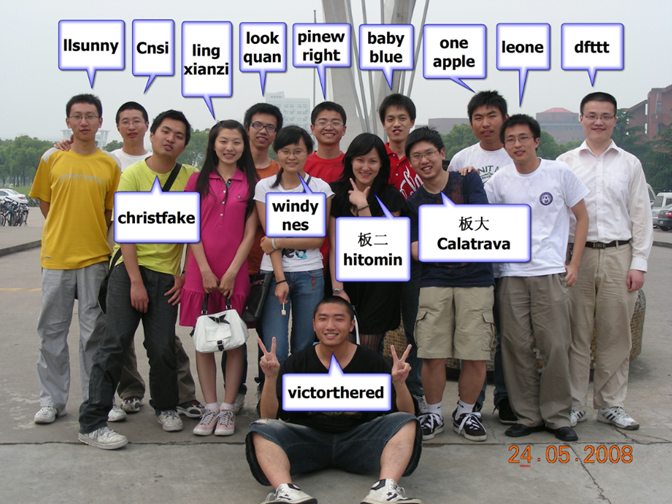 llsunny
Cnsi
ling
xianzi
look
quan
pinew
right
baby
blue
one
apple
leone
dfttt
christfake
windy
nes
板二
hitomin
板大
Calatrava
victorthered
24.05.2008